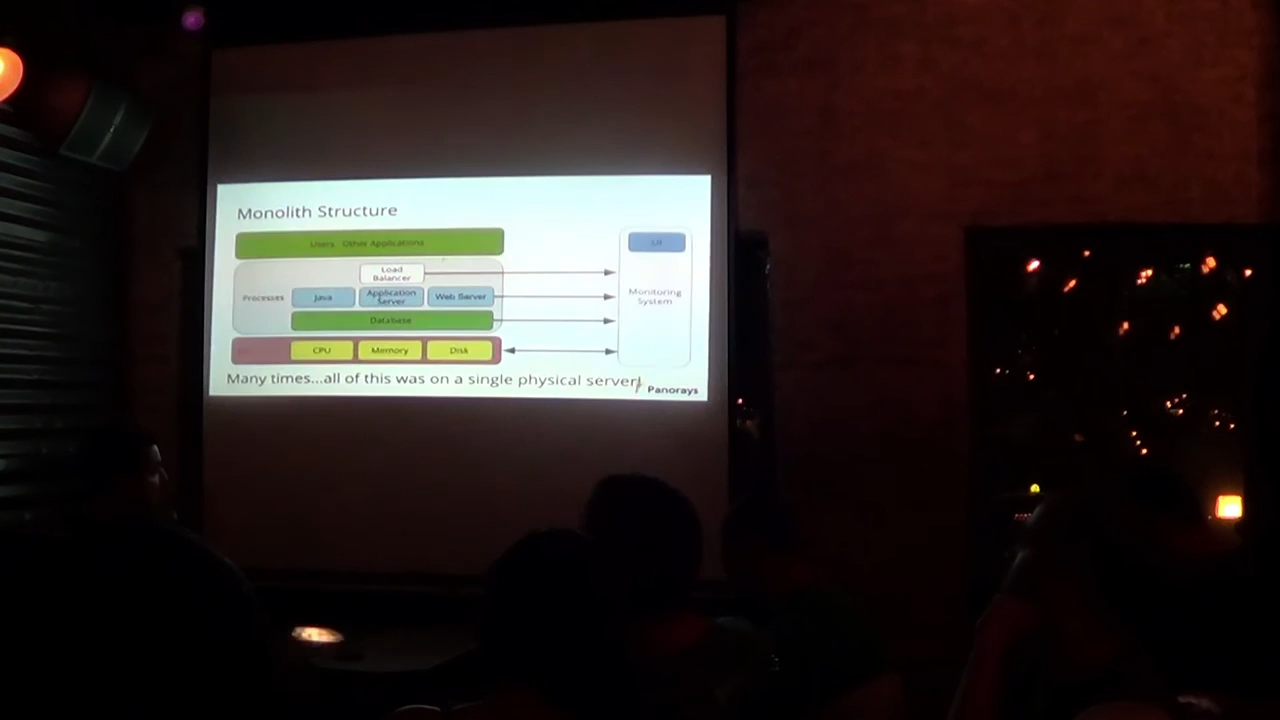 Monolith Structure
Users, Other Applications
Load
Balancer
UI
Processes
Java
Application
Server
Web Server
Monitoring
System
Database
CPU
Memory
Disk
Many times...all of this was on a single physical server!
Panorays